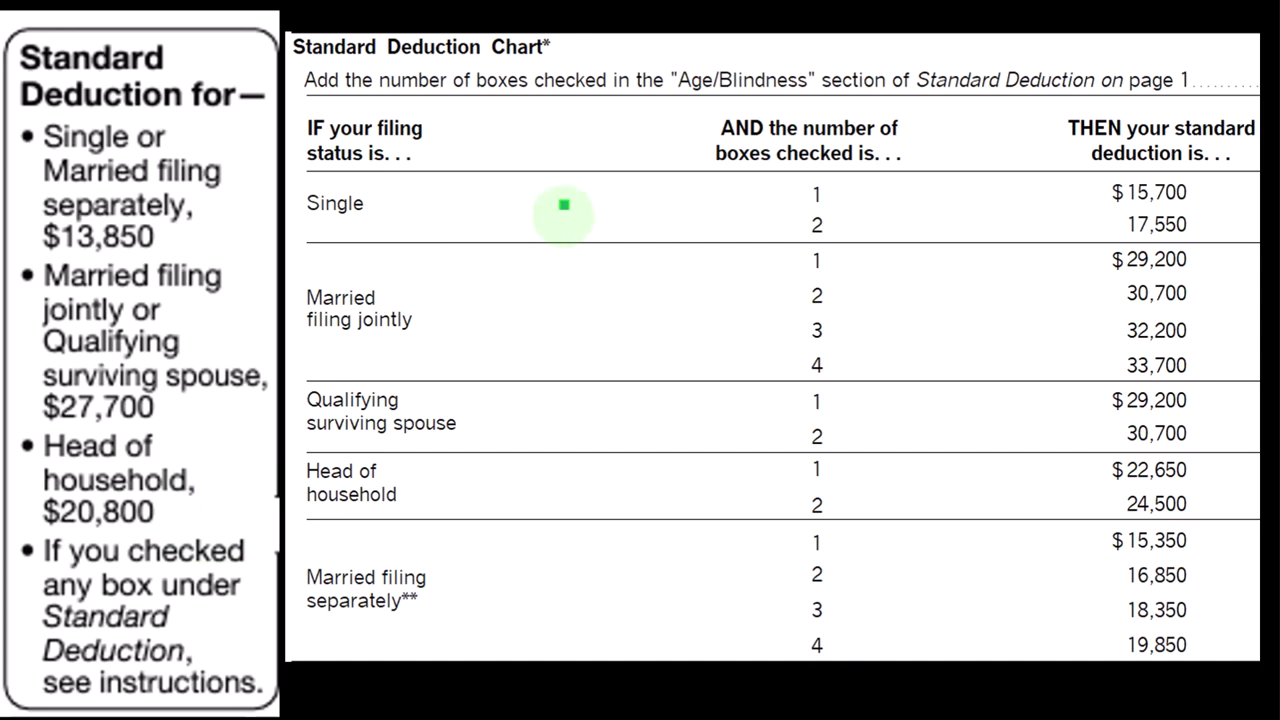 Standard
Deduction for—
• Single or
Married filing
separately,
$13,850
• Married filing
jointly or
Qualifying
surviving spouse,
$27,700
• Head of
household,
$20,800
• If you checked
any box under
Standard
Deduction,
see instructions.
Standard Deduction Chart*
Add the number of boxes checked in the "Age/Blindness" section of Standard Deduction on page 1..........
IF your filing status is. . . AND the number of boxes checked is. . . THEN your standard deduction is. . .
Single 1 $15,700
2 17,550
Married filing jointly 1 $29,200
2 30,700
3 32,200
4 33,700
Qualifying surviving spouse 1 $29,200
2 30,700
Head of household 1 $22,650
2 24,500
Married filing separately** 1 $15,350
2 16,850
3 18,350
4 19,850